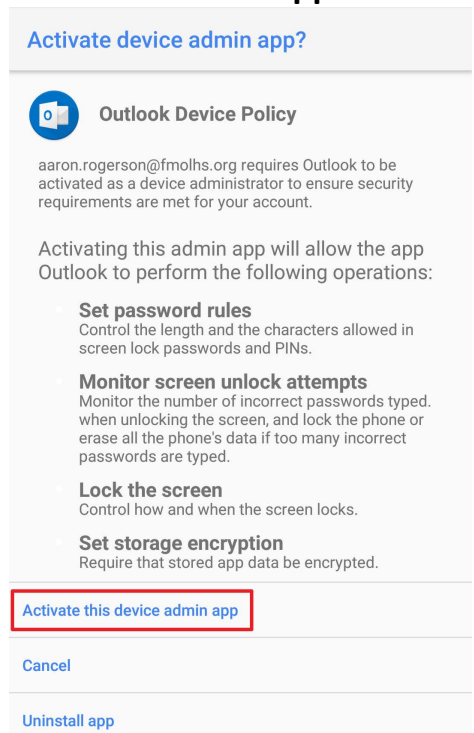 Activate device admin app?
Outlook Device Policy
aaron.rogerson@fmolhs.org requires Outlook to be
activated as a device administrator to ensure security
requirements are met for your account.
Activating this admin app will allow the app
Outlook to perform the following operations:
Set password rules
Control the length and the characters allowed in
screen lock passwords and PINs.
Monitor screen unlock attempts
Monitor the number of incorrect passwords typed.
when unlocking the screen, and lock the phone or
erase all the phone's data if too many incorrect
passwords are typed.
Lock the screen
Control how and when the screen locks.
Set storage encryption
Require that stored app data be encrypted.
Activate this device admin app
Cancel
Uninstall app